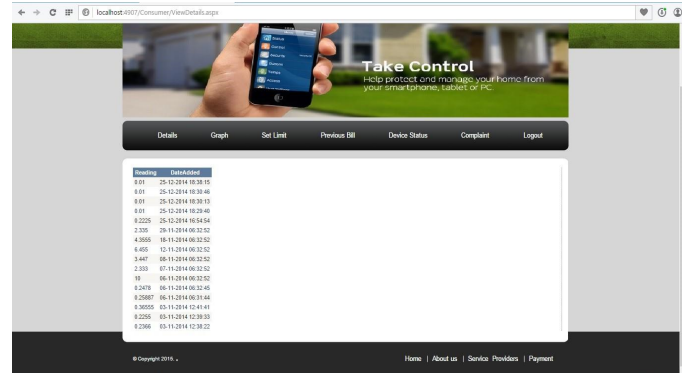 localhost:4907/Consumer/ViewDetails.aspx
Take Control
Help protect and manage your home from
your smartphone, tablet or PC.
Details Graph Set Limit Previous Bill Device Status Complaint Logout
Reading DateAdded
0.01 25-12-2014 18:38:15
0.01 25-12-2014 18:30:46
0.01 25-12-2014 18:30:13
0.01 25-12-2014 18:29:40
0.2225 25-12-2014 16:54:54
2.335 29-11-2014 06:32:52
4.3555 18-11-2014 06:32:52
6.455 12-11-2014 06:32:52
3.447 08-11-2014 06:32:52
2.333 07-11-2014 06:32:52
10 06-11-2014 06:32:52
0.2478 06-11-2014 06:32:45
0.25887 06-11-2014 06:31:44
0.36555 03-11-2014 12:41:41
0.2255 03-11-2014 12:39:33
0.2366 03-11-2014 12:38:22
© Copyright 2015. .
Home | About us | Service Providers | Payment